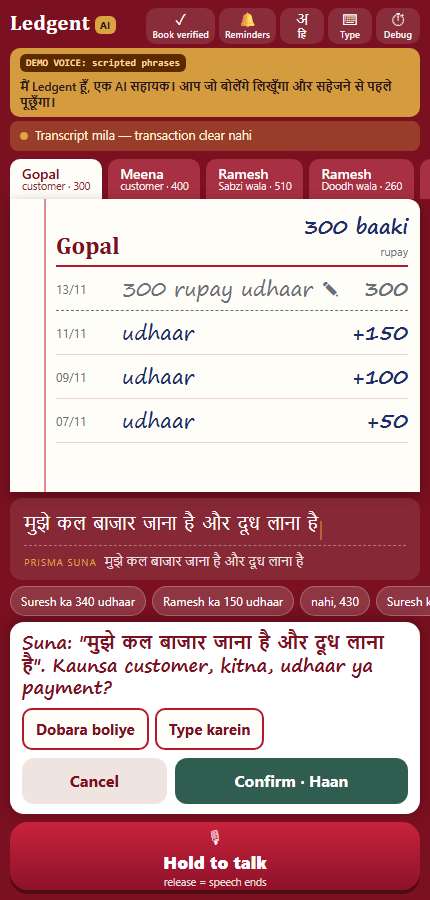 Ledgent AI
✓ Book verified
🔔 Reminders
अ हि
⌨ Type
⏱ Debug
DEMO VOICE: scripted phrases
मैं Ledgent हूँ, एक AI सहायक। आप जो बोलेंगे लिखूँगा और सहेजने से पहले
पूछूँगा।
Transcript mila — transaction clear nahi
Gopal
customer · 300
Meena
customer · 400
Ramesh
Sabzi wala · 510
Ramesh
Doodh wala · 260
300 baaki
Gopal
rupay
13/11 300 rupay udhaar ✏ 300
11/11 udhaar +150
09/11 udhaar +100
07/11 udhaar +50
मुझे कल बाजार जाना है और दूध लाना है
PRISMA SUNA मुझे कल बाजार जाना है और दूध लाना है
Suresh ka 340 udhaar
Ramesh ka 150 udhaar
nahi, 430
Suresh k
Suna: "मुझे कल बाजार जाना है और दूध लाना
है". Kaunsa customer, kitna, udhaar ya
payment?
Dobara boliye
Type karein
Cancel
Confirm · Haan
🎙
Hold to talk
release = speech ends